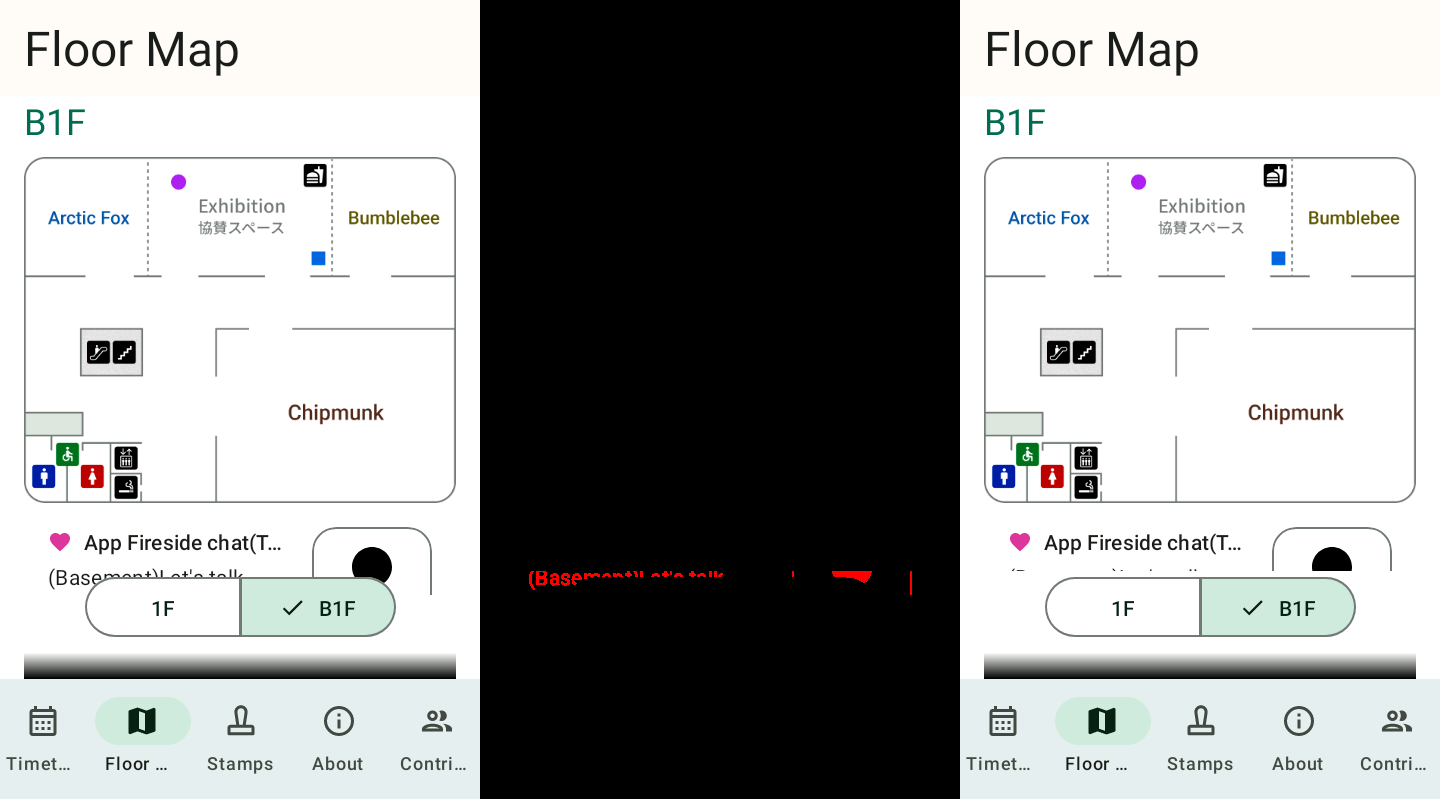 Floor Map
B1F
Arctic Fox
Exhibition
協賛スペース
Bumblebee
Chipmunk
App Fireside chat(T...
(Basement)Let's talk
1F
B1F
Timet...
Floor ...
Stamps
About
Contri...
(Basement)Let's talk
Floor Map
B1F
Arctic Fox
Exhibition
協賛スペース
Bumblebee
Chipmunk
App Fireside chat(T...
1F
B1F
Timet...
Floor ...
Stamps
About
Contri...